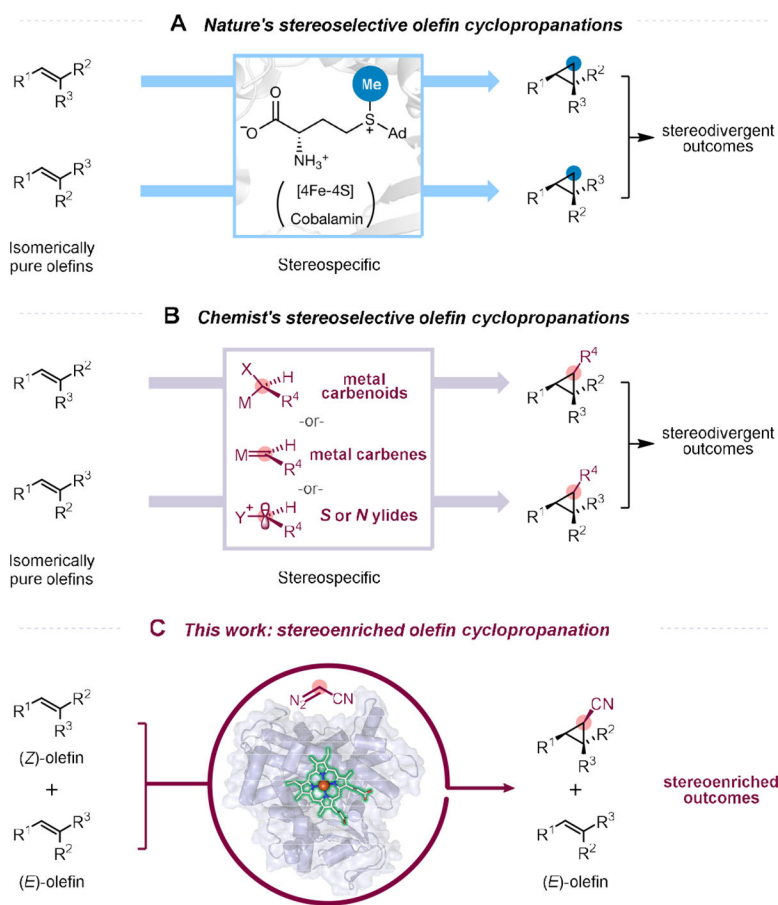 A Nature's stereoselective olefin cyclopropanations
R¹ R² R³
Me
O
⁻O
NH₃⁺
S⁺
Ad
R¹ R² R³
[4Fe-4S]
Cobalamin
R¹ R³ R²
R¹ R³ R²
stereodivergent
outcomes
Isomerically
pure olefins
Stereospecific
B Chemist's stereoselective olefin cyclopropanations
R¹ R² R³
X
M
H
R⁴
metal
carbenoids
-or-
M
H
R⁴
metal carbenes
-or-
Y⁺
H
R⁴
S or N ylides
R⁴
R¹ R² R³
R¹ R³ R²
R⁴
R¹ R³ R²
stereodivergent
outcomes
Isomerically
pure olefins
Stereospecific
C This work: stereoenriched olefin cyclopropanation
R¹ R² R³
(Z)-olefin
+
R¹ R³ R²
(E)-olefin
N₂ CN
CN
R¹ R² R³
+
R¹ R³ R²
(E)-olefin
stereoenriched
outcomes